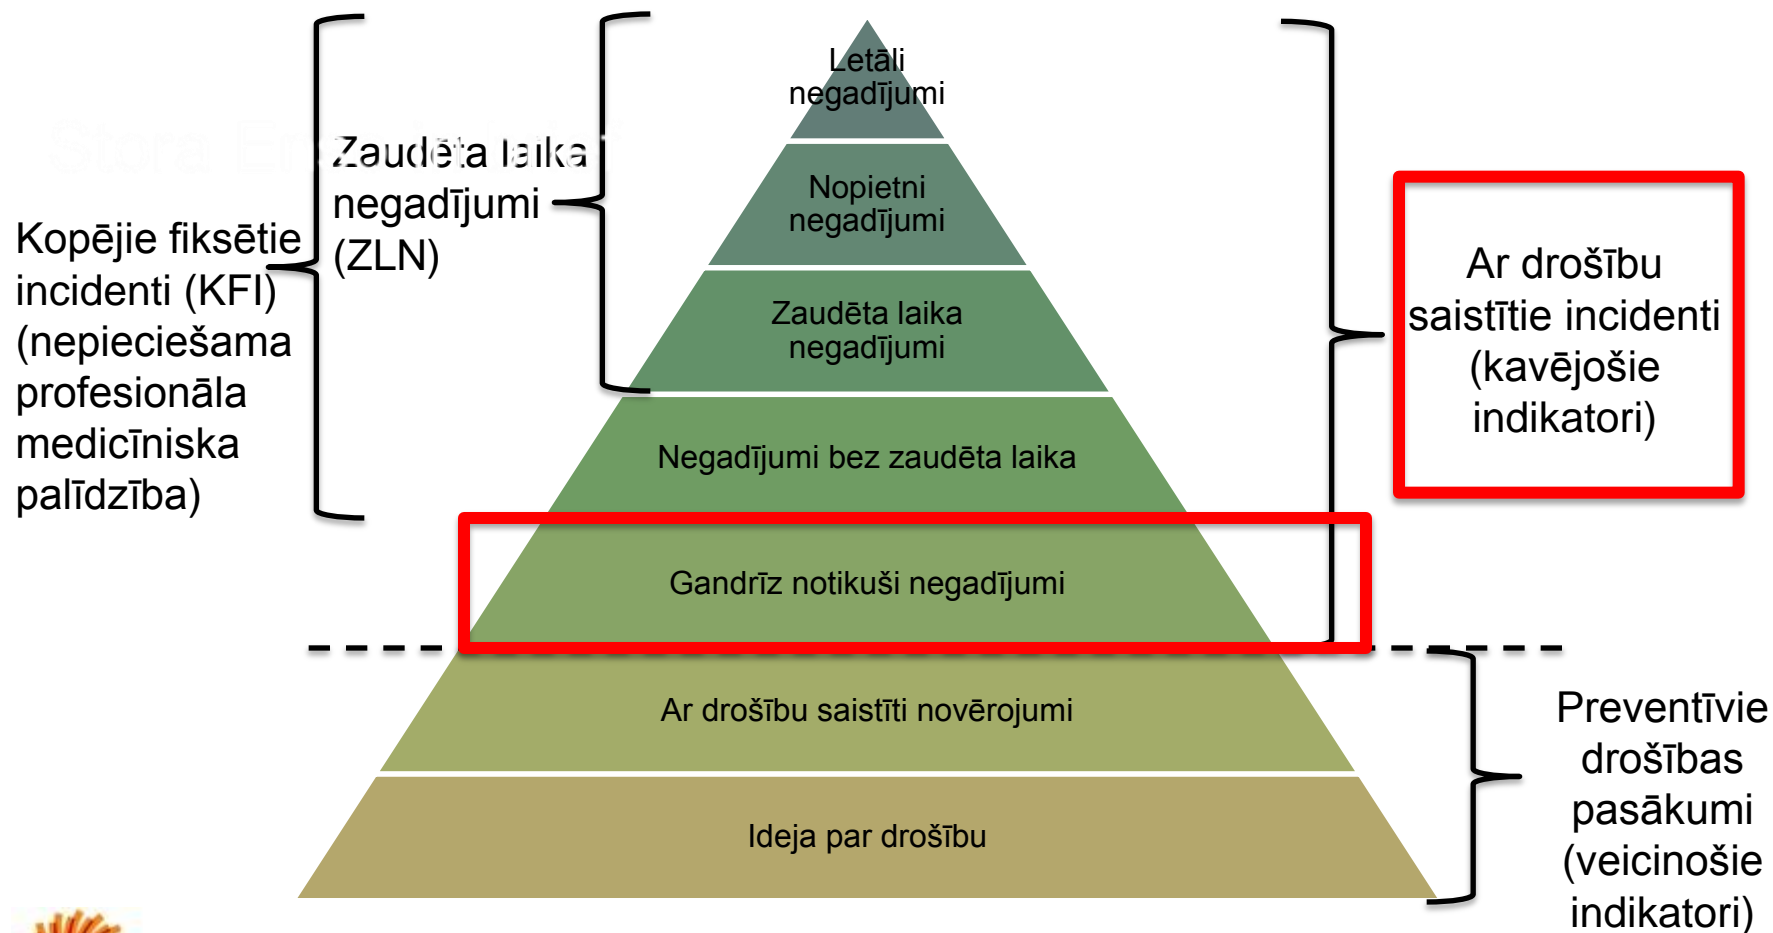 Stora En
Kopējie fiksētie
incidenti (KFI)
(nepieciešama
profesionāla
medicīniska
palīdzība)
Zaudēta laika
negadījumi
(ZLN)
Letāli
negadījumi
Nopietni
negadījumi
Zaudēta laika
negadījumi
Negadījumi bez zaudēta laika
Gandrīz notikuši negadījumi
Ar drošību saistīti novērojumi
Ideja par drošību
Ar drošību
saistītie incidenti
(kavējošie
indikatori)
Preventīvie
drošības
pasākumi
(veicinošie
indikatori)